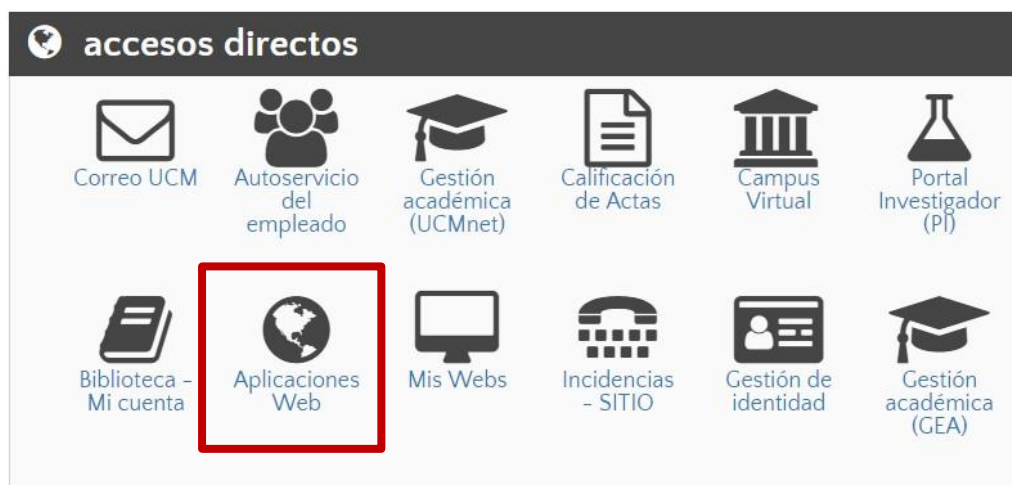 accesos directos
Correo UCM
Autoservicio
del
empleado
Gestión
académica
(UCMnet)
Calificación
de Actas
Campus
Virtual
Portal
Investigador
(PI)
Biblioteca -
Mi cuenta
Aplicaciones
Web
Mis Webs
Incidencias
- SITIO
Gestión de
identidad
Gestión
académica
(GEA)